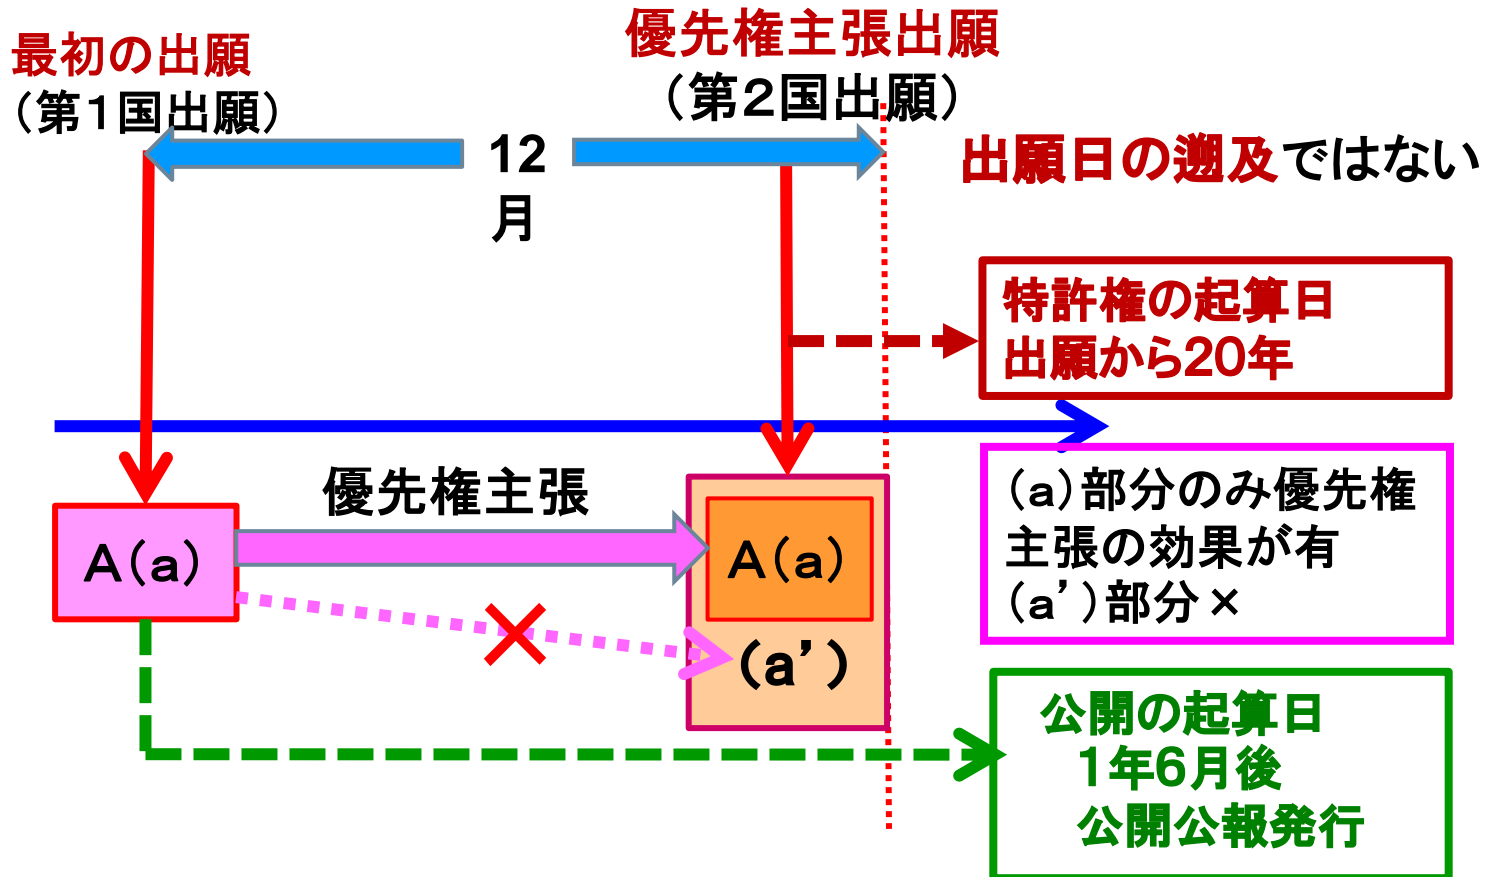 最初の出願
（第１国出願）
優先権主張出願
（第２国出願）
12
月
出願日の遡及ではない
特許権の起算日
出願から20年
優先権主張
A（a）
A（a）
（a’）
（a）部分のみ優先権
主張の効果が有
（a’）部分×
公開の起算日
1年6月後
公開公報発行